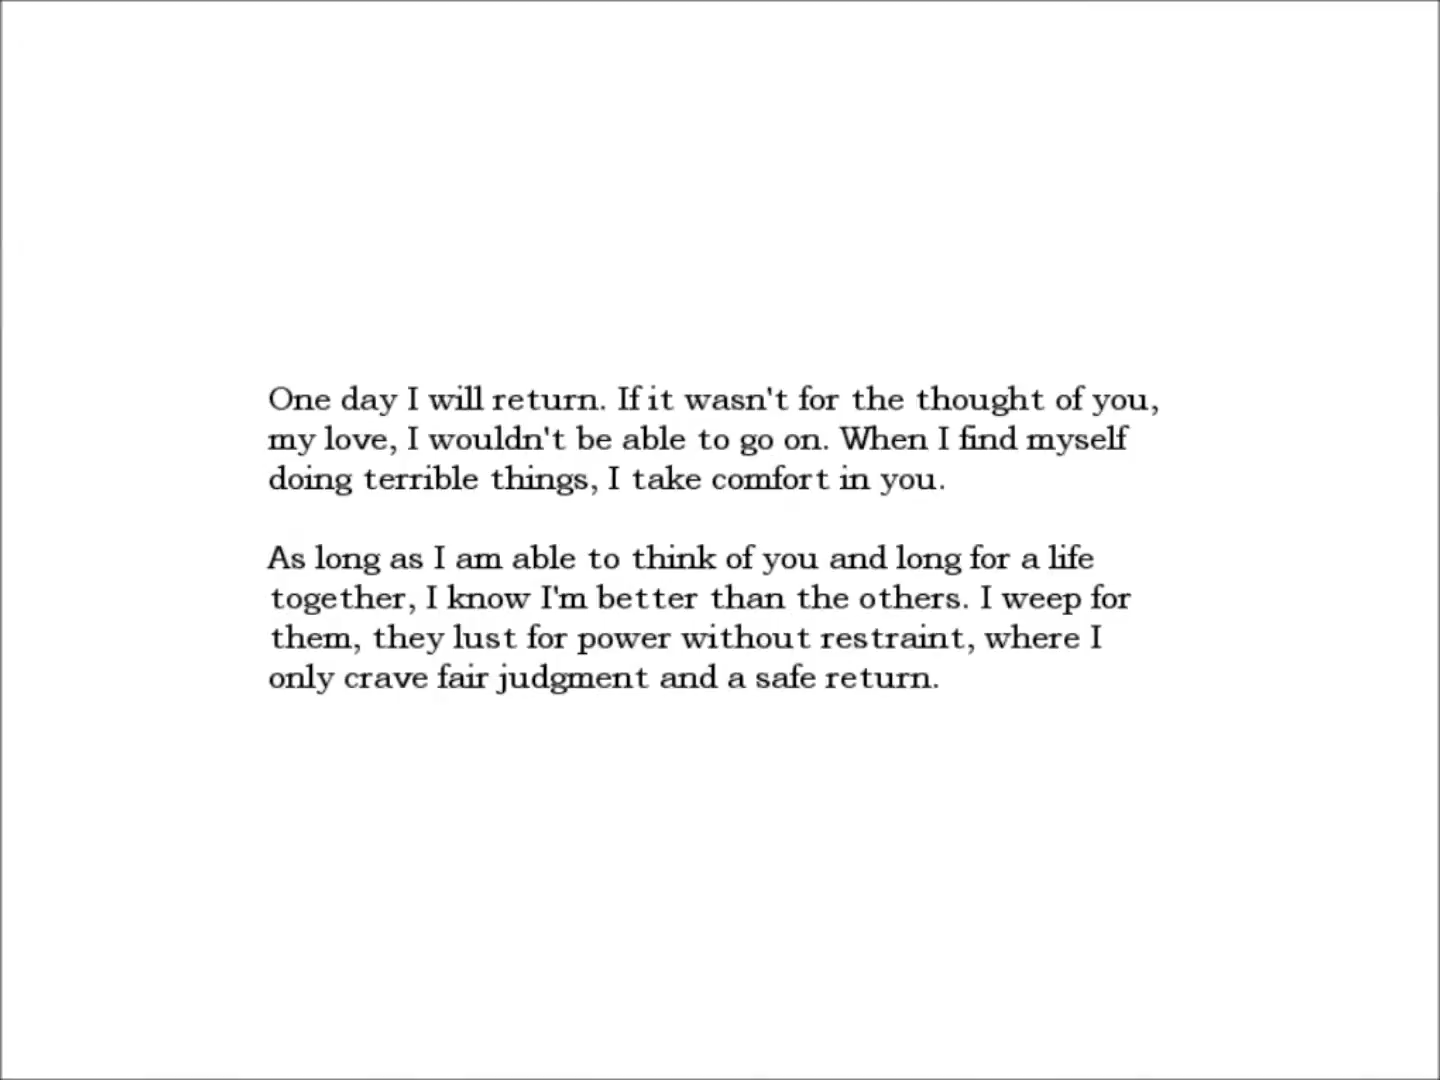 One day I will return. If it wasn't for the thought of you,
my love, I wouldn't be able to go on. When I find myself
doing terrible things, I take comfort in you.
As long as I am able to think of you and long for a life
together, I know I'm better than the others. I weep for
them, they lust for power without restraint, where I
only crave fair judgment and a safe return.